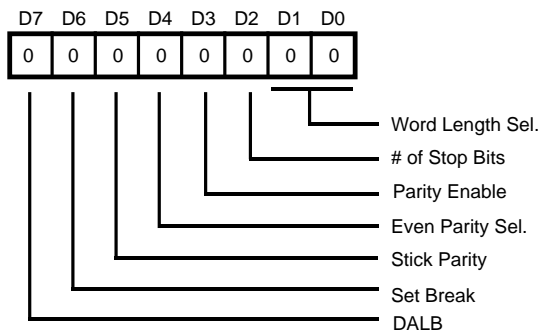 D7 D6 D5 D4 D3 D2 D1 D0
0 0 0 0 0 0 0 0
Word Length Sel.
# of Stop Bits
Parity Enable
Even Parity Sel.
Stick Parity
Set Break
DALB